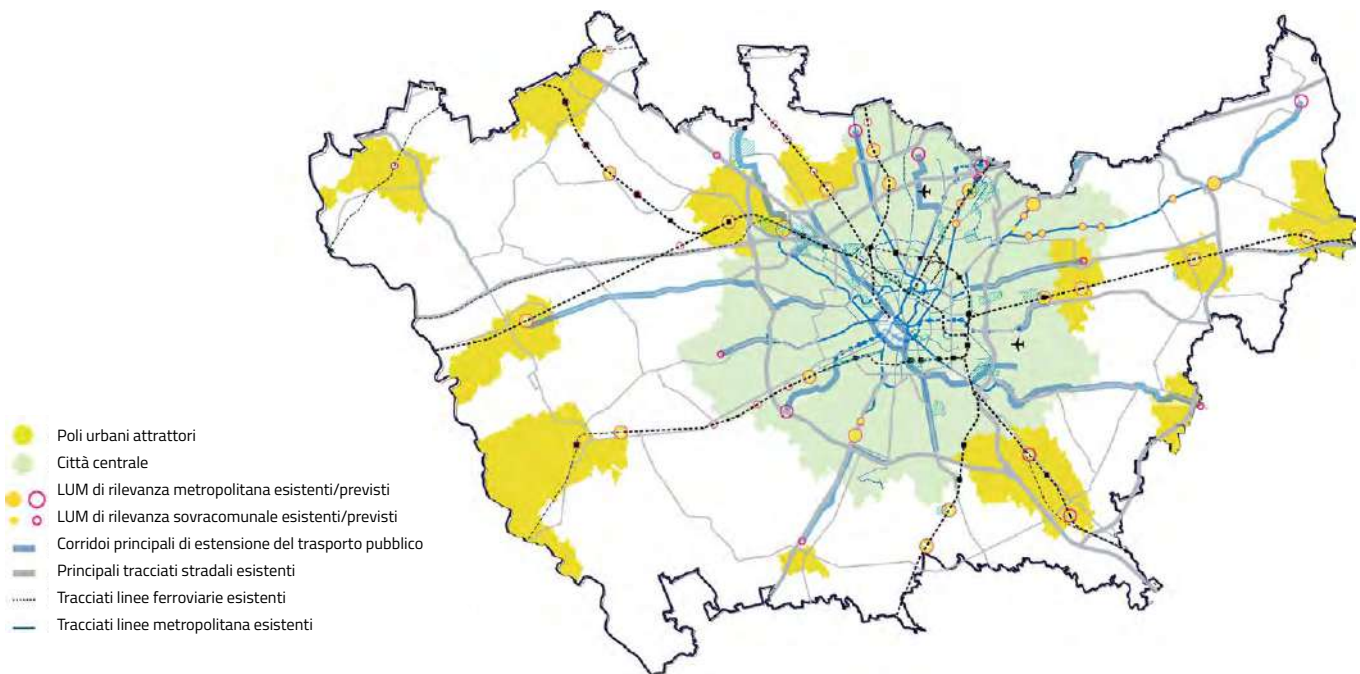 Poli urbani attrattori
Città centrale
LUM di rilevanza metropolitana esistenti/previsti
LUM di rilevanza sovracomunale esistenti/previsti
Corridoi principali di estensione del trasporto pubblico
Principali tracciati stradali esistenti
Tracciati linee ferroviarie esistenti
Tracciati linee metropolitana esistenti